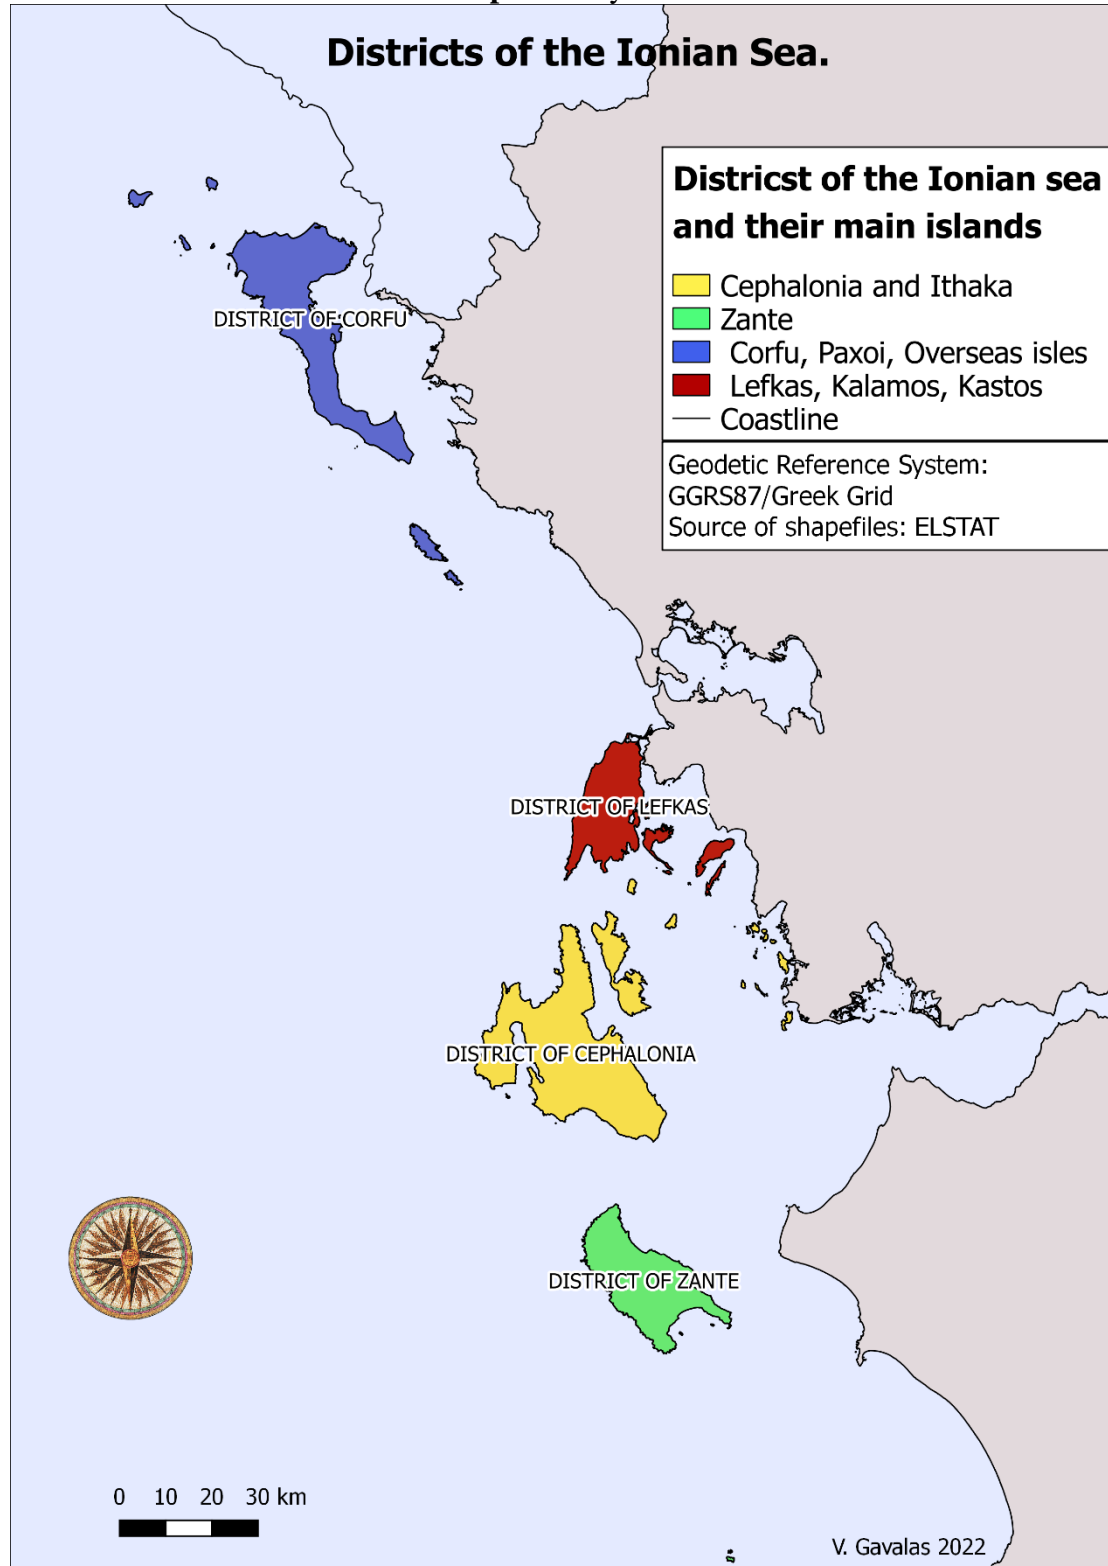 Districts of the Ionian Sea.
Districst of the Ionian sea
and their main islands
Cephalonia and Ithaka
Zante
Corfu, Paxoi, Overseas isles
Lefkas, Kalamos, Kastos
Coastline
Geodetic Reference System:
GGRS87/Greek Grid
Source of shapefiles: ELSTAT
DISTRICT OF CORFU
DISTRICT OF LEFKAS
DISTRICT OF CEPHALONIA
DISTRICT OF ZANTE
0 10 20 30 km
V. Gavalas 2022